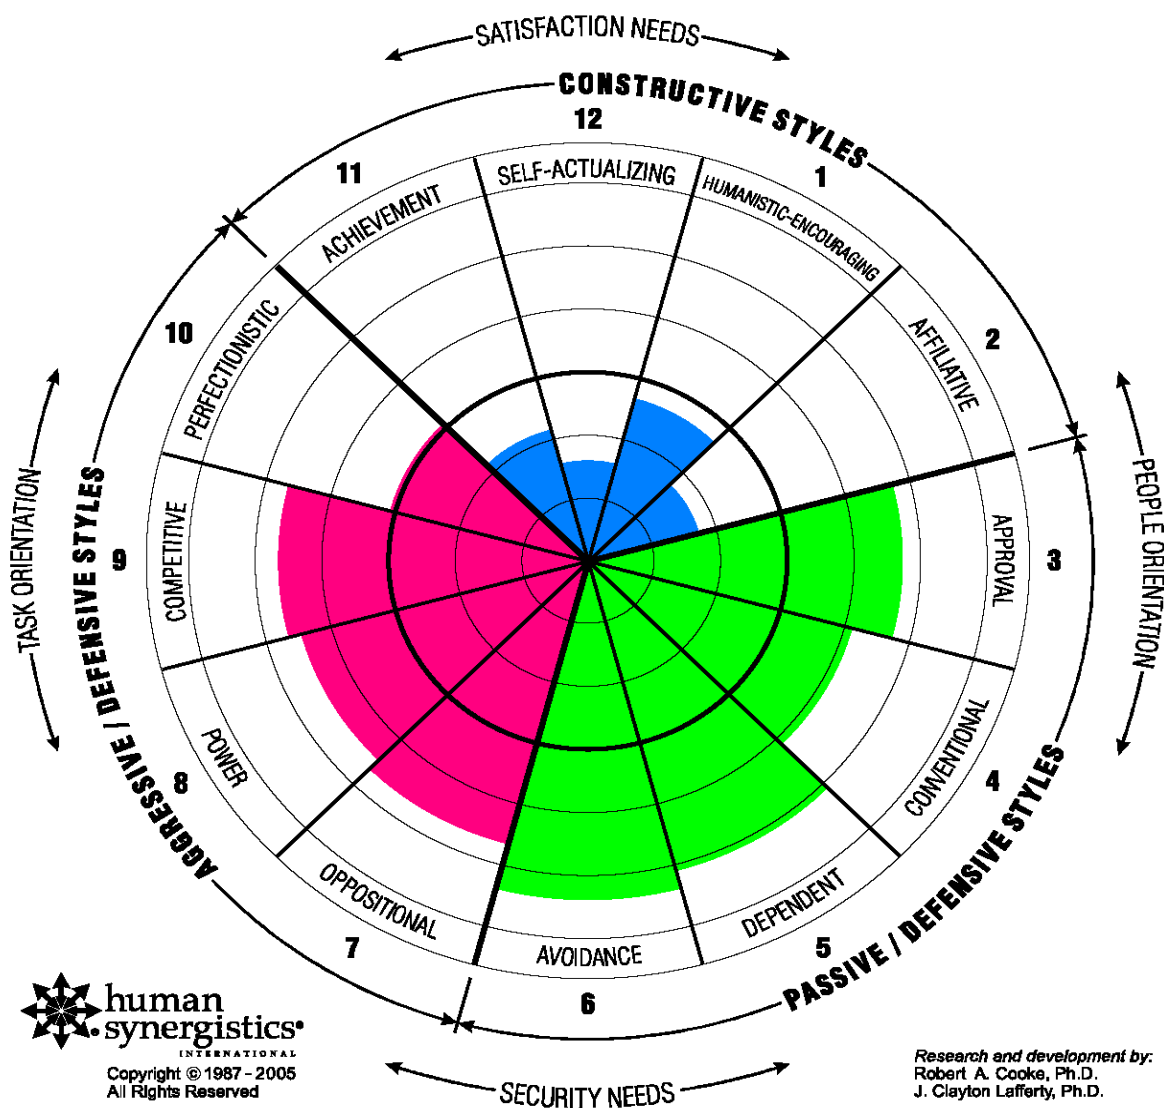 SATISFACTION NEEDS
CONSTRUCTIVE STYLES
12
11
1
SELF-ACTUALIZING
HUMANISTIC-ENCOURAGING
ACHIEVEMENT
10
2
PERFECTIONISTIC
AFFILIATIVE
TASK ORIENTATION
PEOPLE ORIENTATION
AGGRESSIVE / DEFENSIVE STYLES
9
COMPETITIVE
APPROVAL
3
8
POWER
CONVENTIONAL
4
PASSIVE / DEFENSIVE STYLES
OPPOSITIONAL
DEPENDENT
7
AVOIDANCE
5
6
human
synergistics®
INTERNATIONAL
Copyright © 1987 - 2005
All Rights Reserved
SECURITY NEEDS
Research and development by:
Robert A. Cooke, Ph.D.
J. Clayton Lafferty, Ph.D.